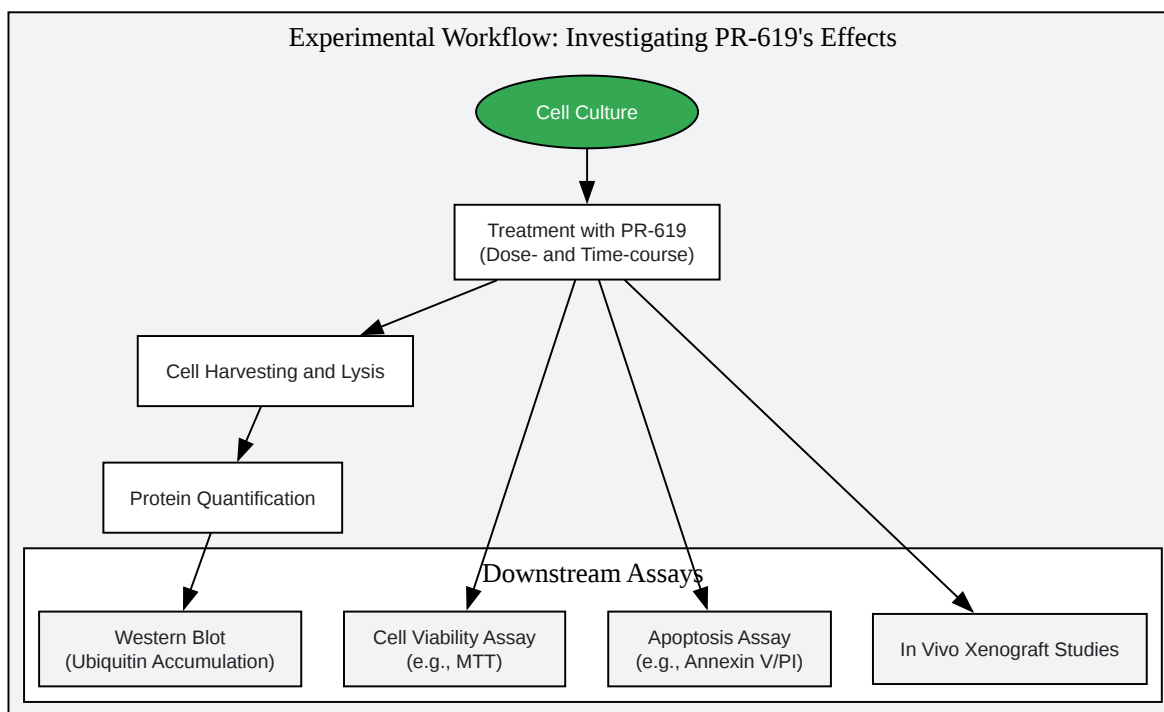 Experimental Workflow: Investigating PR-619's Effects
Cell Culture
Treatment with PR-619
(Dose- and Time-course)
Cell Harvesting and Lysis
Protein Quantification
Downstream Assays
Western Blot
(Ubiquitin Accumulation)
Cell Viability Assay
(e.g., MTT)
Apoptosis Assay
(e.g., Annexin V/PI)
In Vivo Xenograft Studies